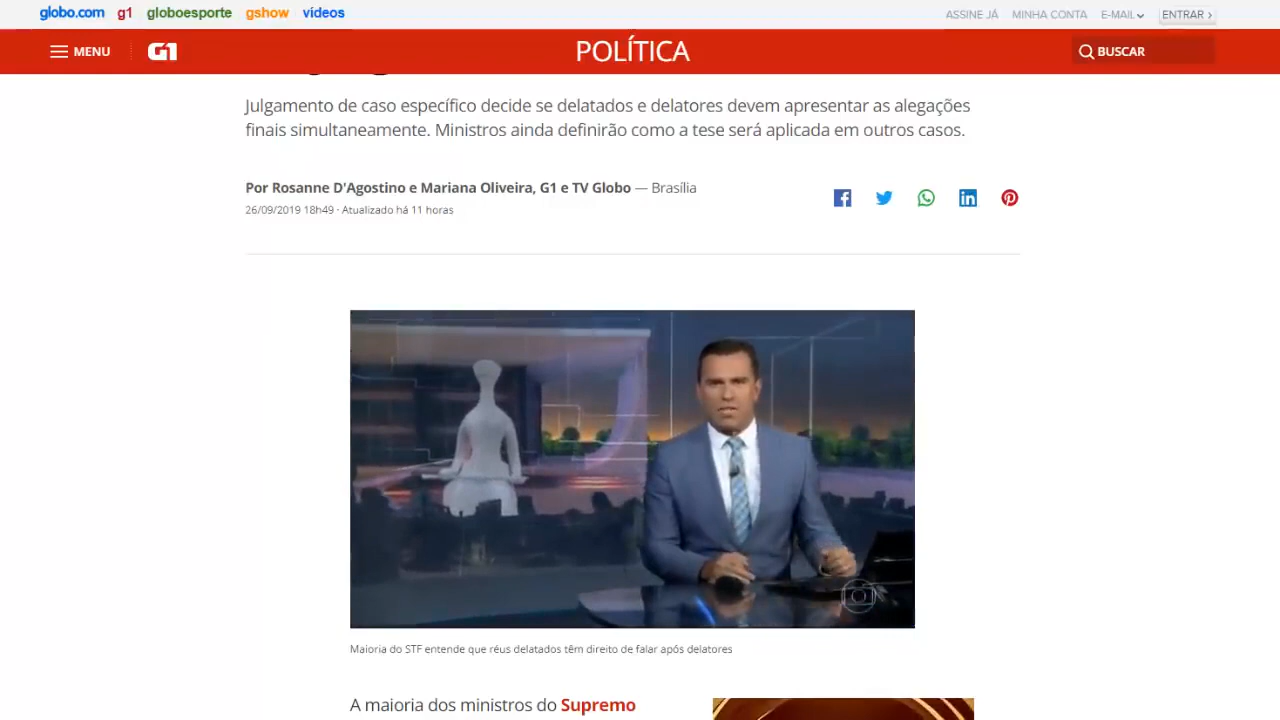 globo.com g1 globoesporte gshow vídeos ASSINE JÁ MINHA CONTA E-MAIL ENTRAR ›
MENU G1 POLÍTICA BUSCAR
Julgamento de caso específico decide se delatados e delatores devem apresentar as alegações
finais simultaneamente. Ministros ainda definirão como a tese será aplicada em outros casos.
Por Rosanne D'Agostino e Mariana Oliveira, G1 e TV Globo — Brasília
26/09/2019 18h49 · Atualizado há 11 horas
Maioria do STF entende que réus delatados têm direito de falar após delatores
A maioria dos ministros do Supremo